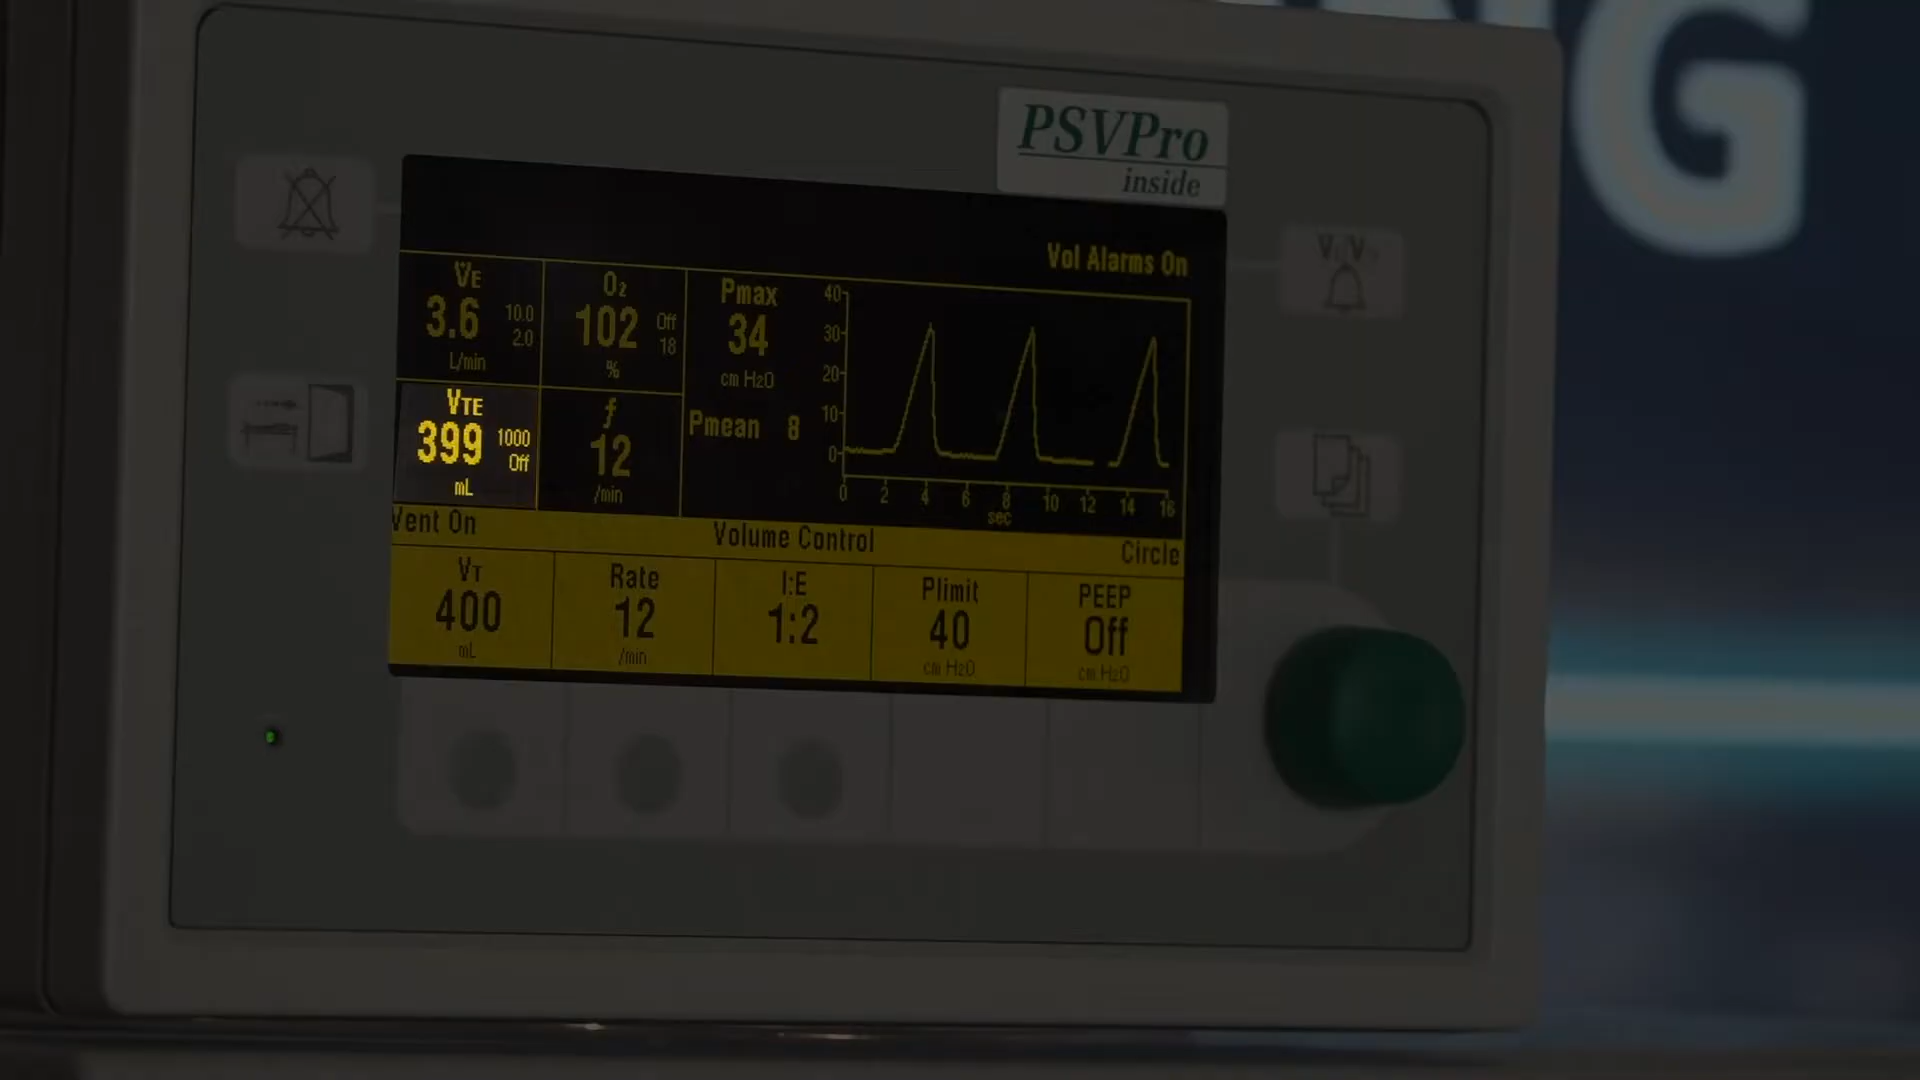 NG
PSVPro
inside
Vol Alarms On
V̇E
3.6
10.0
2.0
L/min
O2
102
Off
18
%
Pmax
34
cm H2O
Pmean 8
40
30
20
10
0
0 2 4 6 8 10 12 14 16
sec
VTE
399
1000
Off
mL
f
12
/min
Vent On
Volume Control
Circle
VT
400
mL
Rate
12
/min
I:E
1:2
Plimit
40
cm H2O
PEEP
Off
cm H2O